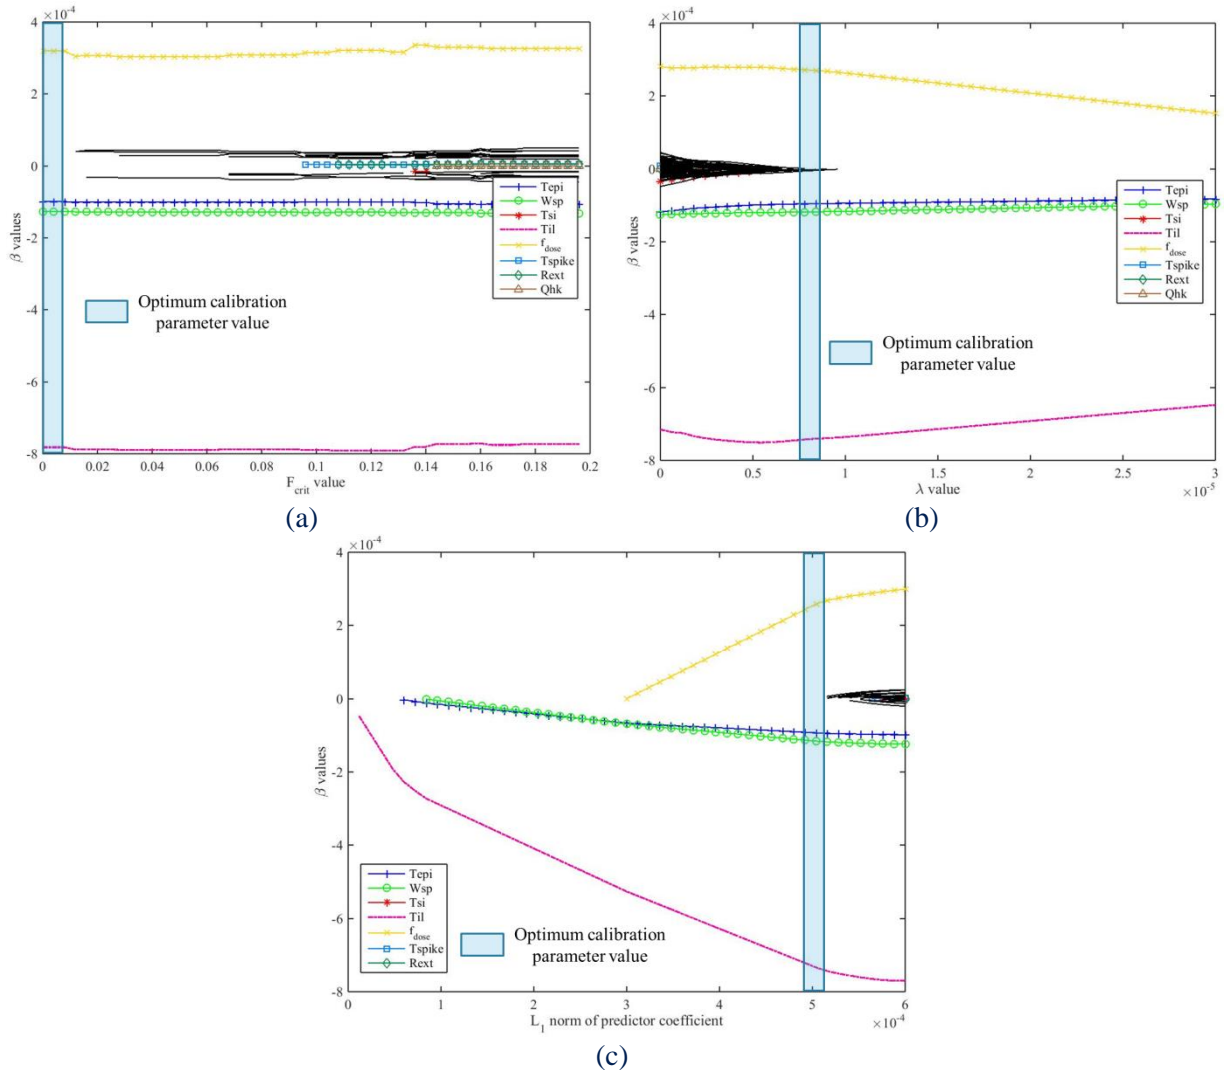 ×10⁻⁴
4
2
0
-2
-4
-6
-8
β values
Tepi
Wsp
Tsi
Til
f_dose
Tspike
Rext
Qhk
Optimum calibration
parameter value
0 0.02 0.04 0.06 0.08 0.1 0.12 0.14 0.16 0.18 0.2
F_crit value
(a)
×10⁻⁴
4
2
0
-2
-4
-6
-8
β values
Tepi
Wsp
Tsi
Til
f_dose
Tspike
Rext
Qhk
Optimum calibration
parameter value
0 0.5 1 1.5 2 2.5 3
λ value
×10⁻⁵
(b)
×10⁻⁴
4
2
0
-2
-4
-6
-8
β values
Tepi
Wsp
Tsi
Til
f_dose
Tspike
Rext
Optimum calibration
parameter value
0 1 2 3 4 5 6
L_1 norm of predictor coefficient
×10⁻⁴
(c)